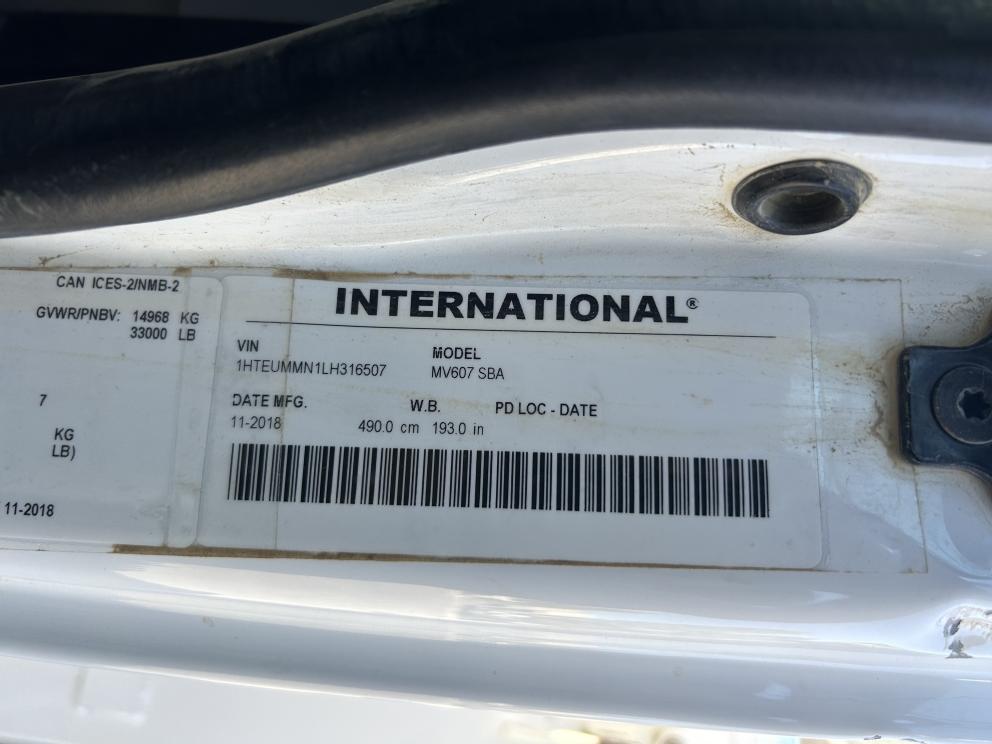 CAN ICES-2/NMB-2
GVWR/PNBV: 14968 KG
33000 LB
7
KG
LB)
11-2018
INTERNATIONAL®
VIN MODEL
1HTEUMMN1LH316507 MV607 SBA
DATE MFG. W.B. PD LOC - DATE
11-2018 490.0 cm 193.0 in